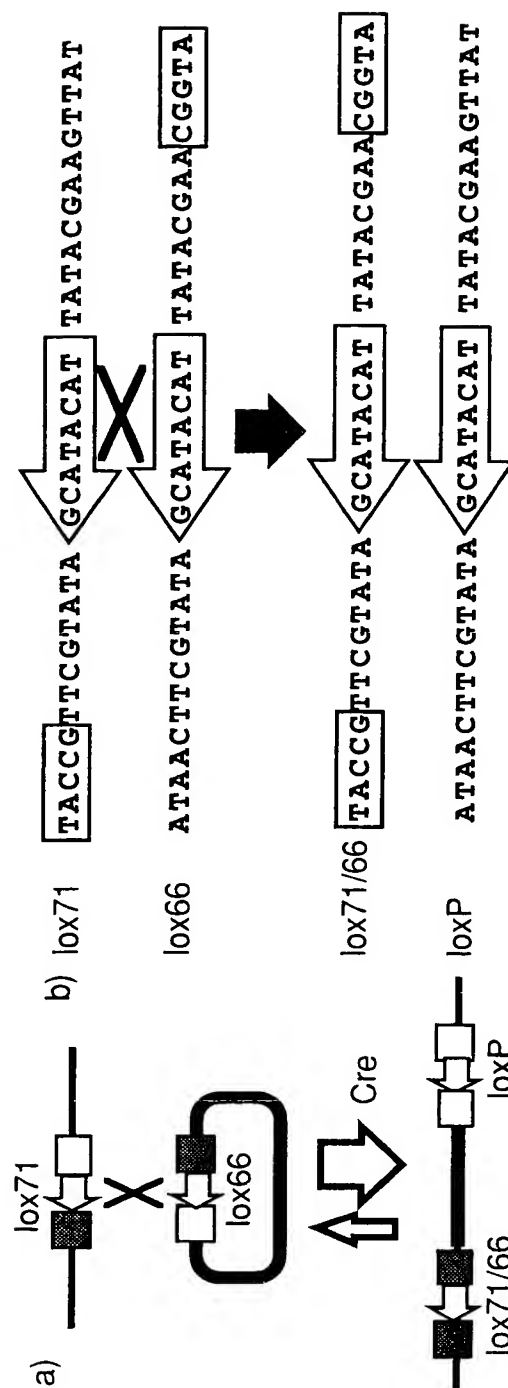 a)
lox71
lox66
Cre
lox71/66
loxP
b)
lox71 TACCGTTCGTATA GCATACAT TATACGAAGTTAT
lox66 ATAACTTCGTATA GCATACAT TATACGAACGGTA
lox71/66 TACCGTTCGTATA GCATACAT TATACGAACGGTA
loxP ATAACTTCGTATA GCATACAT TATACGAAGTTAT